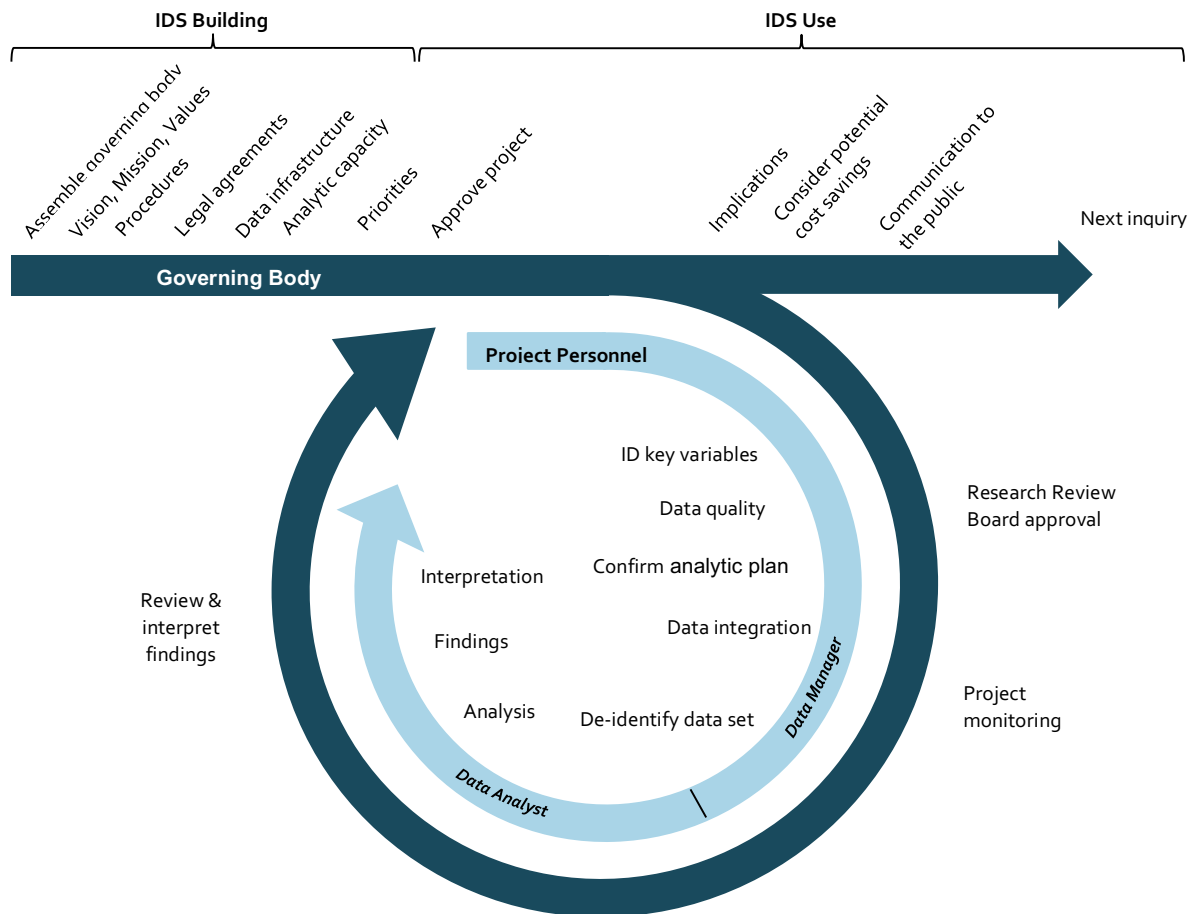 IDS Building
IDS Use
Assemble governing body
Vision, Mission, Values
Procedures
Legal agreements
Data infrastructure
Analytic capacity
Priorities
Approve project
Implications
Consider potential
cost savings
Communication to
the public
Next inquiry
Governing Body
Project Personnel
ID key variables
Data quality
Confirm analytic plan
Data integration
De-identify data set
Data Manager
Research Review
Board approval
Project
monitoring
Data Analyst
Analysis
Findings
Interpretation
Review &
interpret
findings